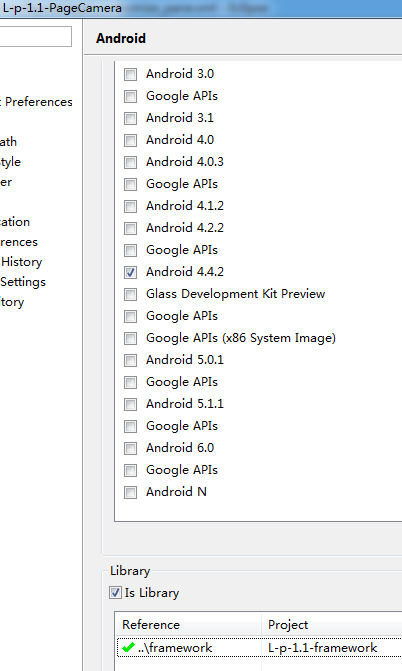 L-p-1.1-PageCamera
Android
Preferences
ath
tyle
er
ation
rences
History
Settings
tory
Android 3.0
Google APIs
Android 3.1
Android 4.0
Android 4.0.3
Google APIs
Android 4.1.2
Android 4.2.2
Google APIs
Android 4.4.2
Glass Development Kit Preview
Google APIs
Google APIs (x86 System Image)
Android 5.0.1
Google APIs
Android 5.1.1
Google APIs
Android 6.0
Google APIs
Android N
Library
Is Library
Reference Project
..\framework L-p-1.1-framework